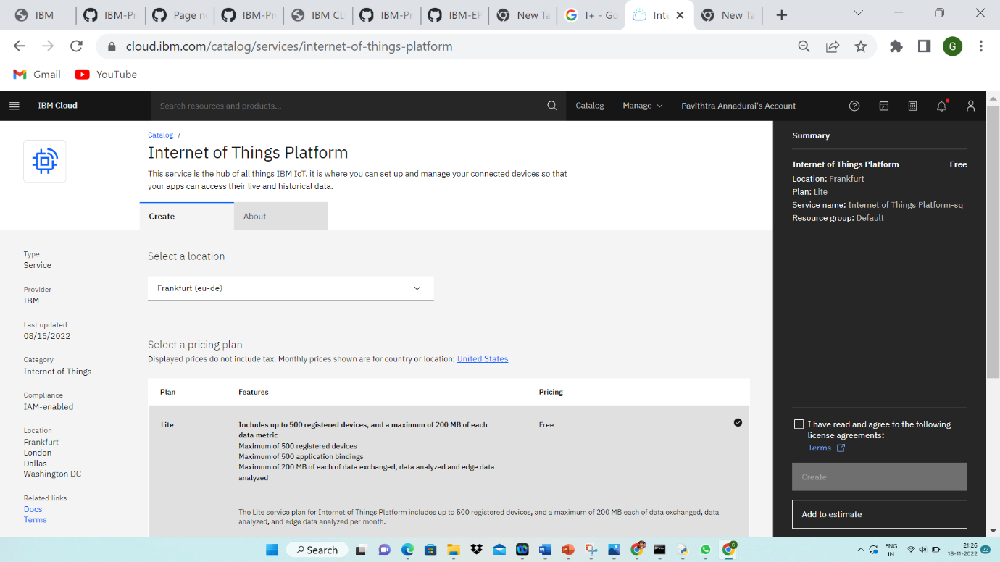 IBM
IBM-Pr
Page n
IBM-Pr
IBM CL
IBM-Pr
IBM-EP
New Ta
I+ - Go
Inte
New Ta
cloud.ibm.com/catalog/services/internet-of-things-platform
G
Gmail
YouTube
IBM Cloud
Search resources and products...
Catalog
Manage
Pavithtra Annadurai's Account
Catalog /
Internet of Things Platform
This service is the hub of all things IBM IoT, it is where you can set up and manage your connected devices so that
your apps can access their live and historical data.
Create
About
Type
Service
Provider
IBM
Last updated
08/15/2022
Category
Internet of Things
Compliance
IAM-enabled
Location
Frankfurt
London
Dallas
Washington DC
Related links
Docs
Terms
Select a location
Frankfurt (eu-de)
Select a pricing plan
Displayed prices do not include tax. Monthly prices shown are for country or location: United States
Plan
Features
Pricing
Lite
Includes up to 500 registered devices, and a maximum of 200 MB of each
data metric
Maximum of 500 registered devices
Maximum of 500 application bindings
Maximum of 200 MB of each of data exchanged, data analyzed and edge data
analyzed
Free
The Lite service plan for Internet of Things Platform includes up to 500 registered devices, and a maximum of 200 MB each of data exchanged, data
analyzed, and edge data analyzed per month.
Summary
Internet of Things Platform Free
Location: Frankfurt
Plan: Lite
Service name: Internet of Things Platform-sq
Resource group: Default
I have read and agree to the following
license agreements:
Terms
Create
Add to estimate
Search
ENG
IN
21:26
18-11-2022
22